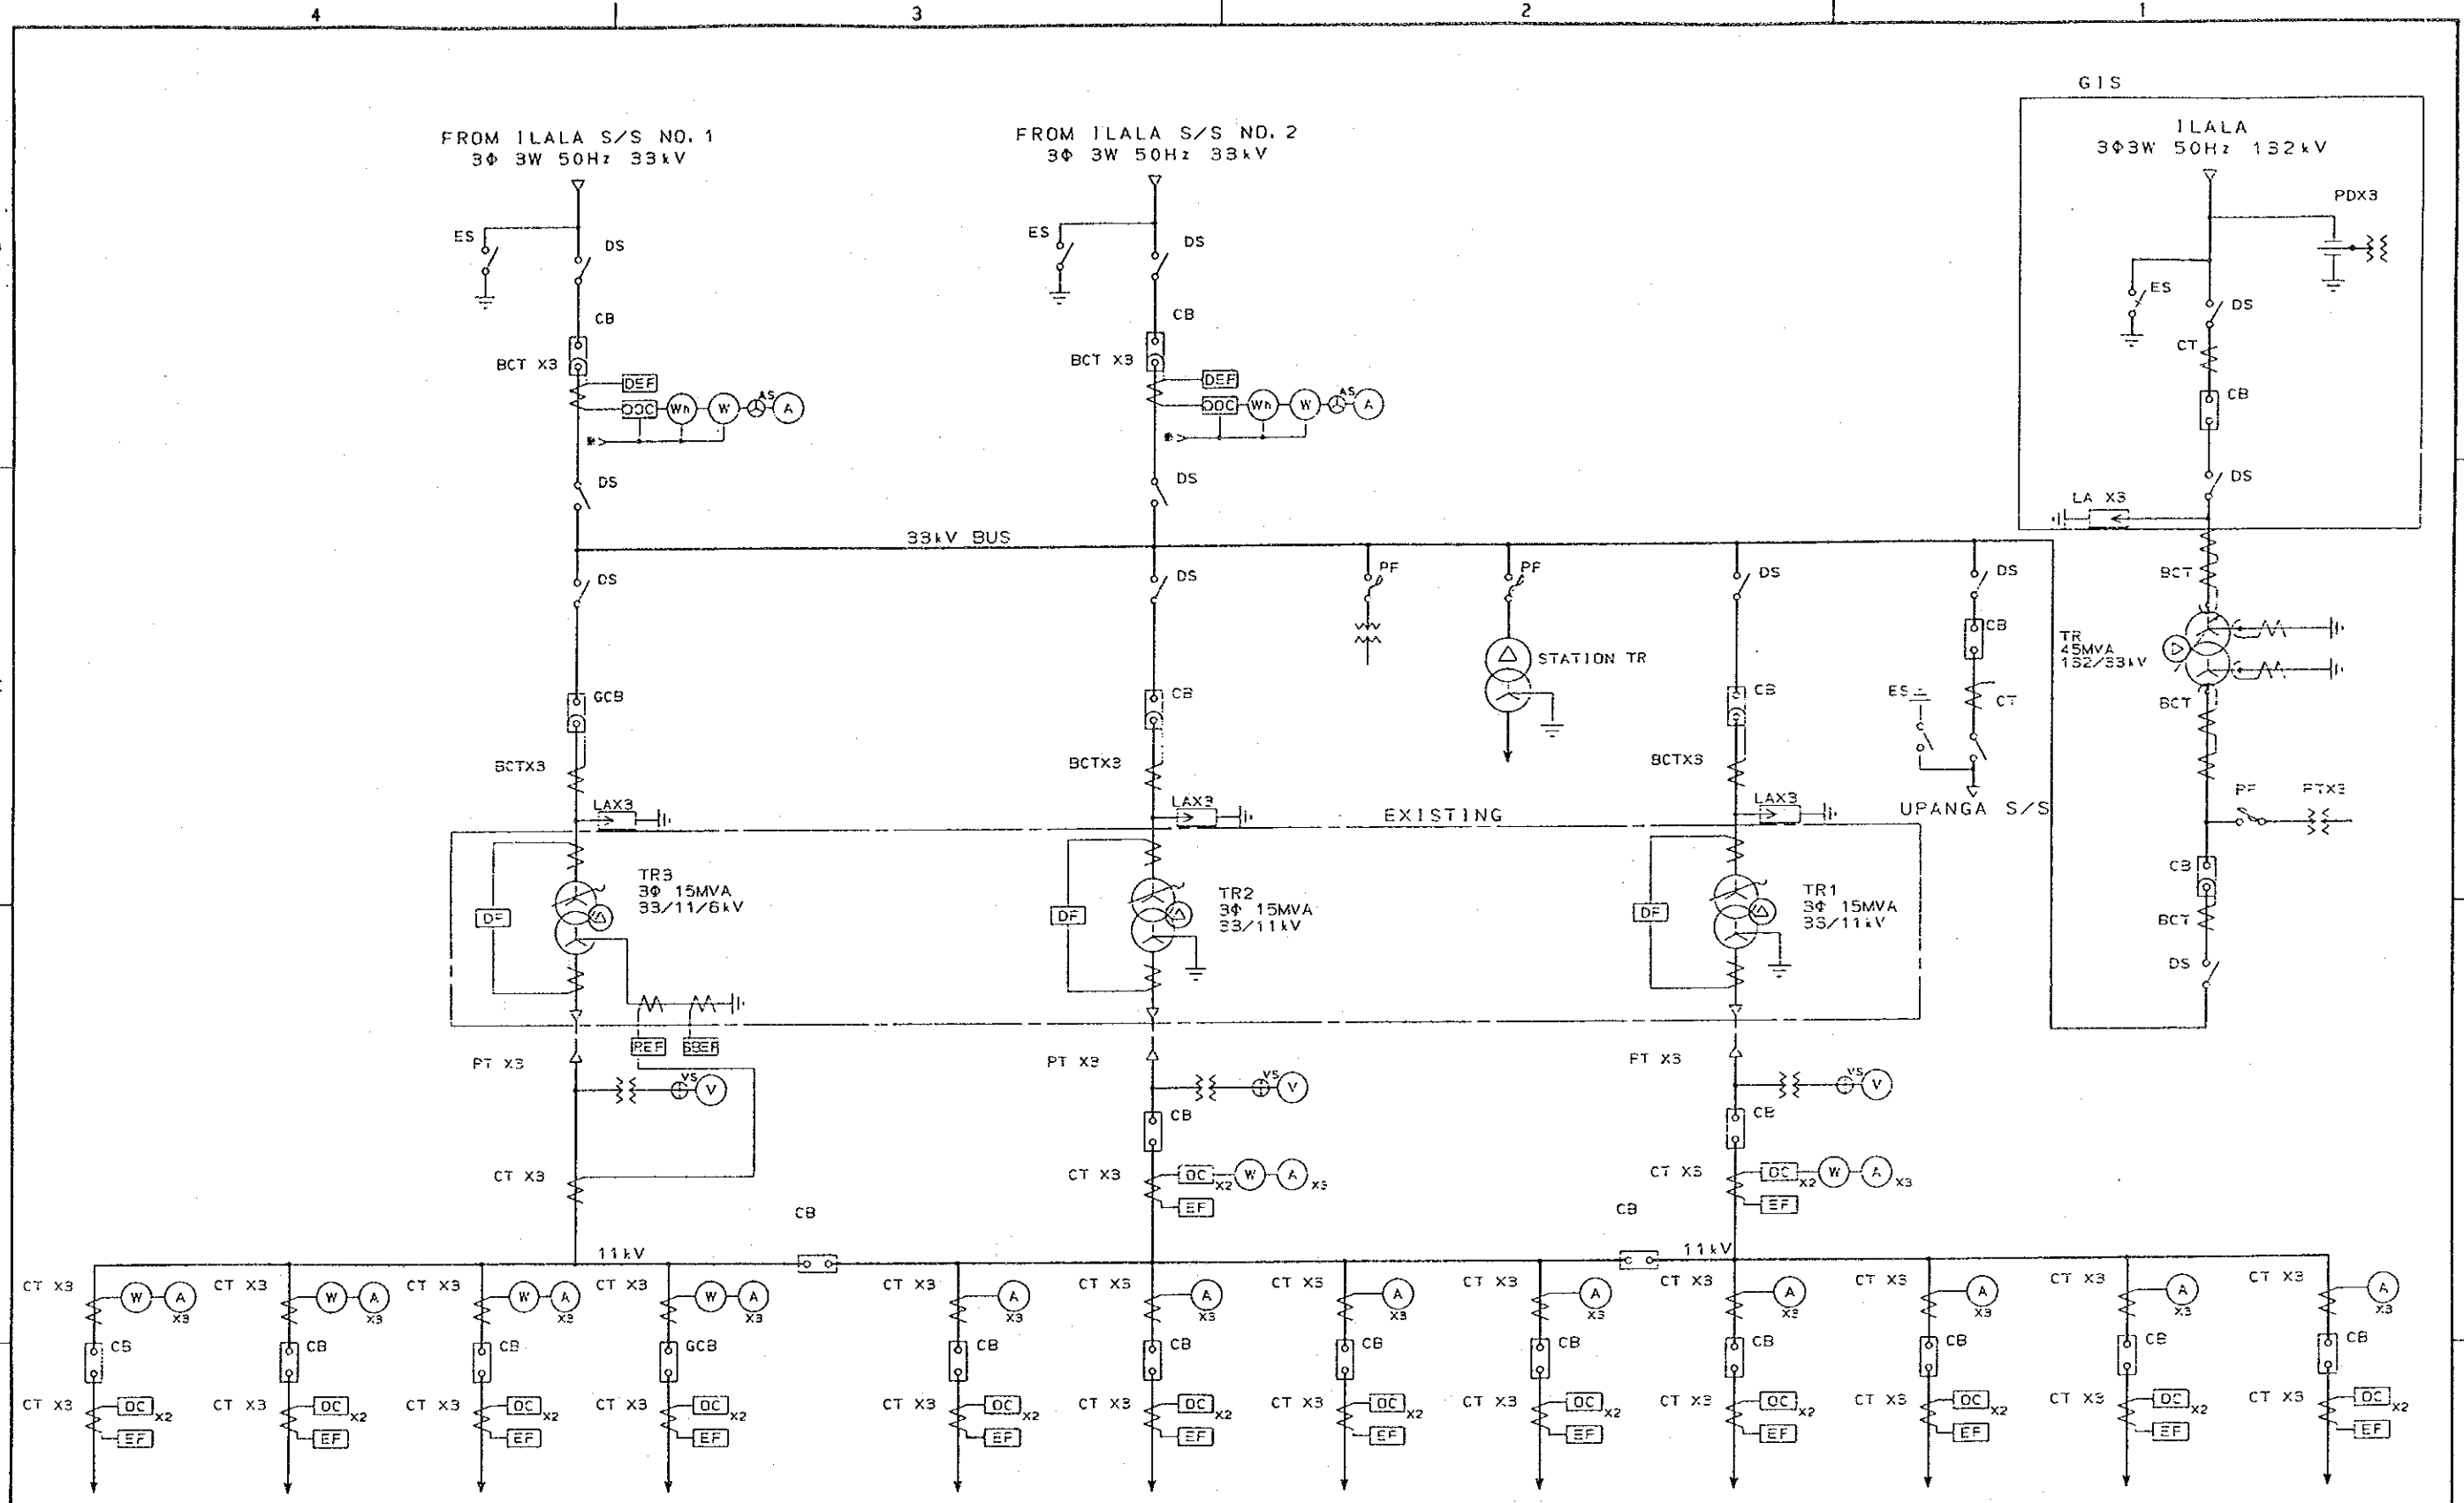 4 3 2 1
GIS
FROM ILALA S/S NO. 1
3Φ 3W 50Hz 33kV
FROM ILALA S/S NO. 2
3Φ 3W 50Hz 33kV
ILALA
3Φ3W 50Hz 132kV
PDX3
ES DS
ES DS
ES DS
CB
CB
CT
BCT X3
BCT X3
CB
DEF
DEF
OOC Wh W AS A
OOC Wh W AS A
DS
DS
DS
LA X3
33kV BUS
DS
DS
PF
PF
DS
DS
BCT
CB
TR
45MVA
132/33kV
STATION TR
GCB
CB
CB
ES
CT
BCT
BCTX3
BCTX3
BCTX3
PF PTX3
LAX3
LAX3
LAX3
EXISTING
UPANGA S/S
CB
TR3
3Φ 15MVA
33/11/6kV
TR2
3Φ 15MVA
33/11kV
TR1
3Φ 15MVA
33/11kV
DF
DF
DF
BCT
DS
REF SBEF
PT X3
PT X3
PT X3
VS V
VS V
VS V
CB
CB
CT X3
CT X3 OC X2 W A X3
EF
CT X3 OC X2 W A X3
EF
CB
CB
11kV
11kV
CT X3 W A X3
CT X3 W A X3
CT X3 W A X3
CT X3 W A X3
CT X3 A X3
CT X3 A X3
CT X3 A X3
CT X3 A X3
CT X3 A X3
CT X3 A X3
CT X3 A X3
CT X3 A X3
CB CB CB GCB CB CB CB CB CB CB CB CB
CT X3 OC X2
CT X3 OC X2
CT X3 OC X2
CT X3 OC X2
CT X3 OC X2
CT X3 OC X2
CT X3 OC X2
CT X3 OC X2
CT X3 OC X2
CT X3 OC X2
CT X3 OC X2
CT X3 OC X2
EF EF EF EF EF EF EF EF EF EF EF EF